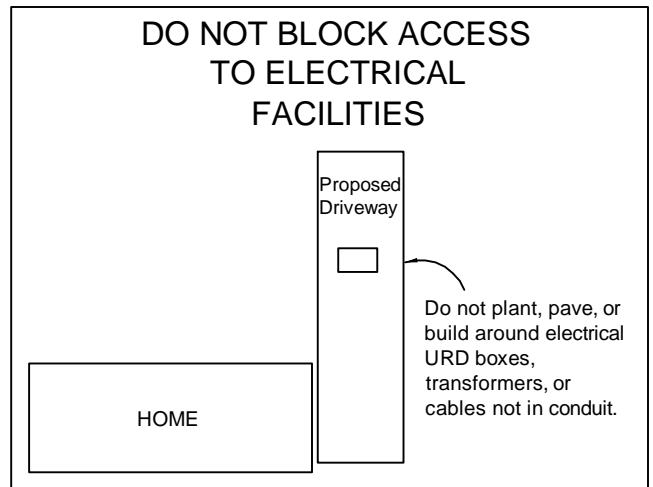 DO NOT BLOCK ACCESS
TO ELECTRICAL
FACILITIES
Proposed
Driveway
Do not plant, pave, or
build around electrical
URD boxes,
transformers, or
cables not in conduit.
HOME